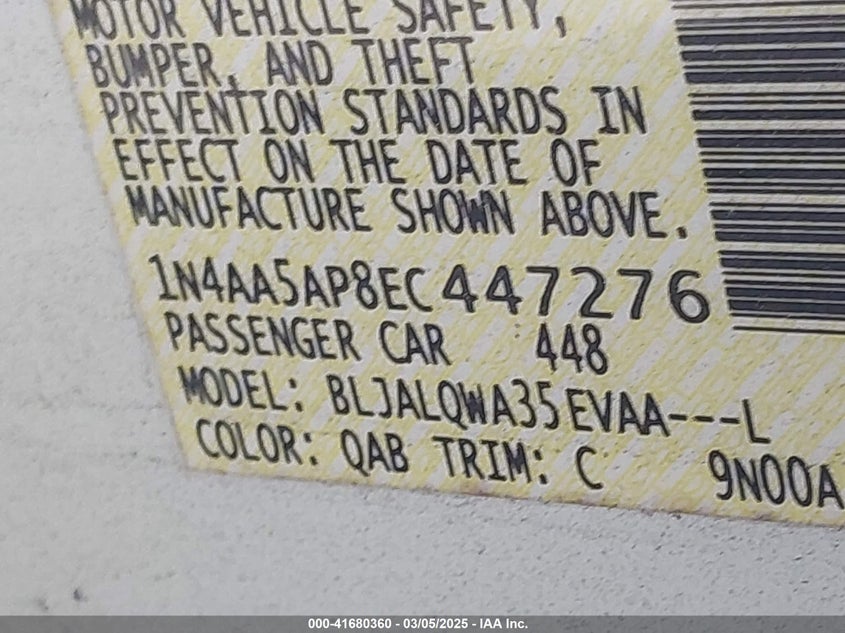 MOTOR VEHICLE SAFETY,
BUMPER, AND THEFT
PREVENTION STANDARDS IN
EFFECT ON THE DATE OF
MANUFACTURE SHOWN ABOVE.
1N4AA5AP8EC447276
PASSENGER CAR 448
MODEL: BLJALQWA35EVAA---L
COLOR: QAB TRIM: C 9N00A
000-41680360 - 03/05/2025 - IAA Inc.